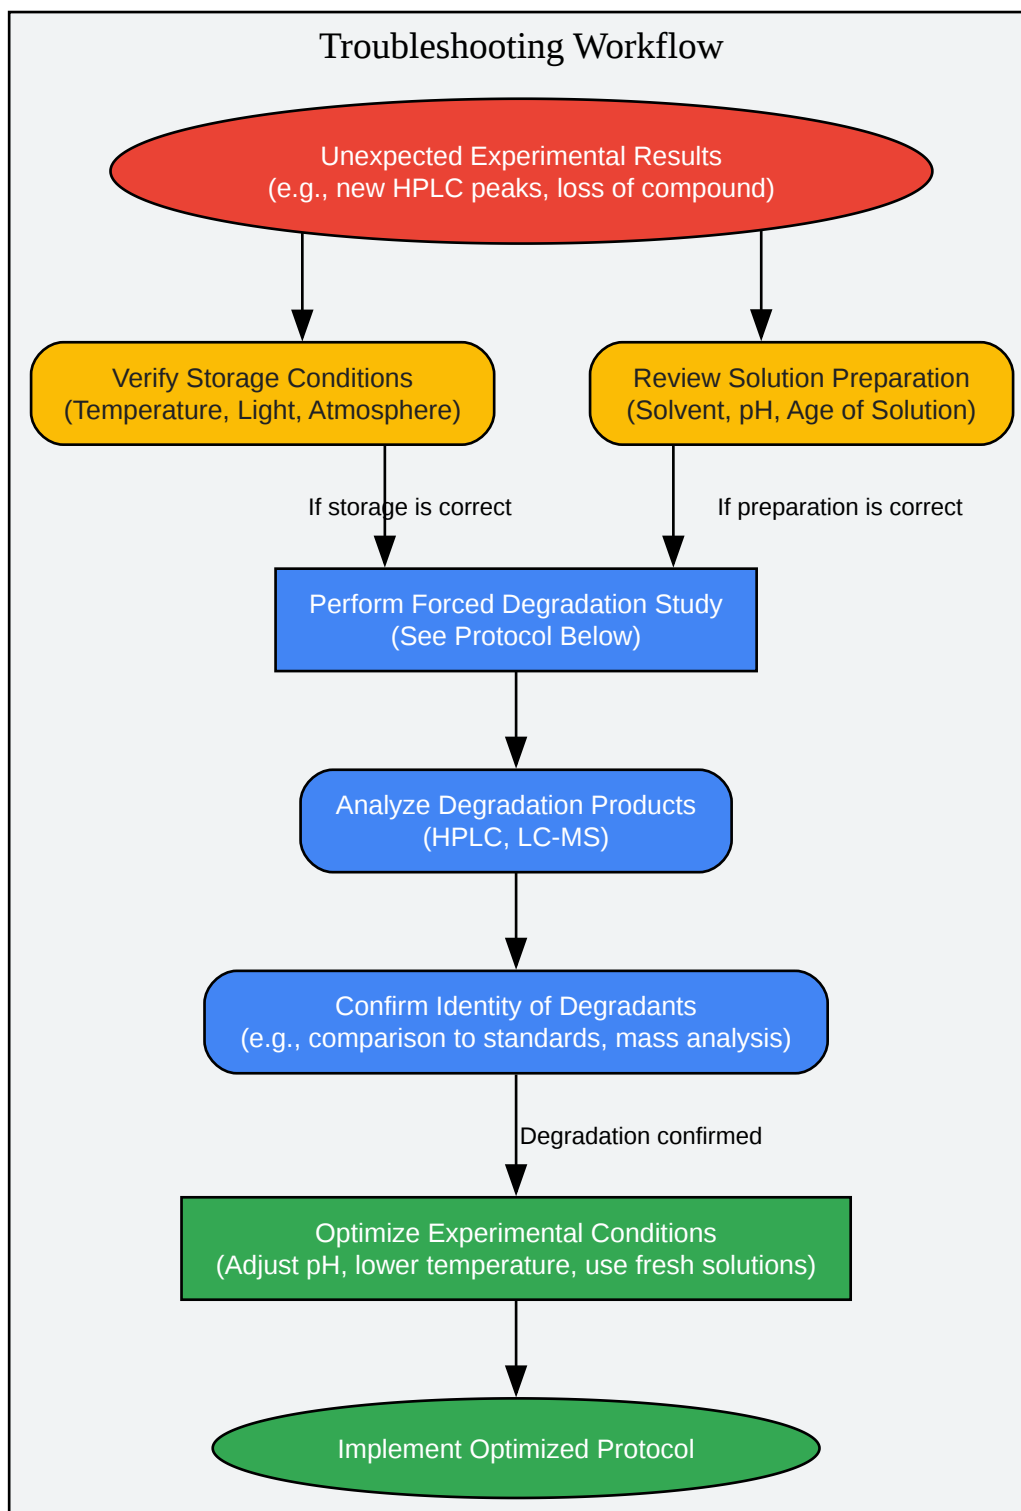 Troubleshooting Workflow
Unexpected Experimental Results
(e.g., new HPLC peaks, loss of compound)
Verify Storage Conditions
(Temperature, Light, Atmosphere)
Review Solution Preparation
(Solvent, pH, Age of Solution)
If storage is correct
If preparation is correct
Perform Forced Degradation Study
(See Protocol Below)
Analyze Degradation Products
(HPLC, LC-MS)
Confirm Identity of Degradants
(e.g., comparison to standards, mass analysis)
Degradation confirmed
Optimize Experimental Conditions
(Adjust pH, lower temperature, use fresh solutions)
Implement Optimized Protocol